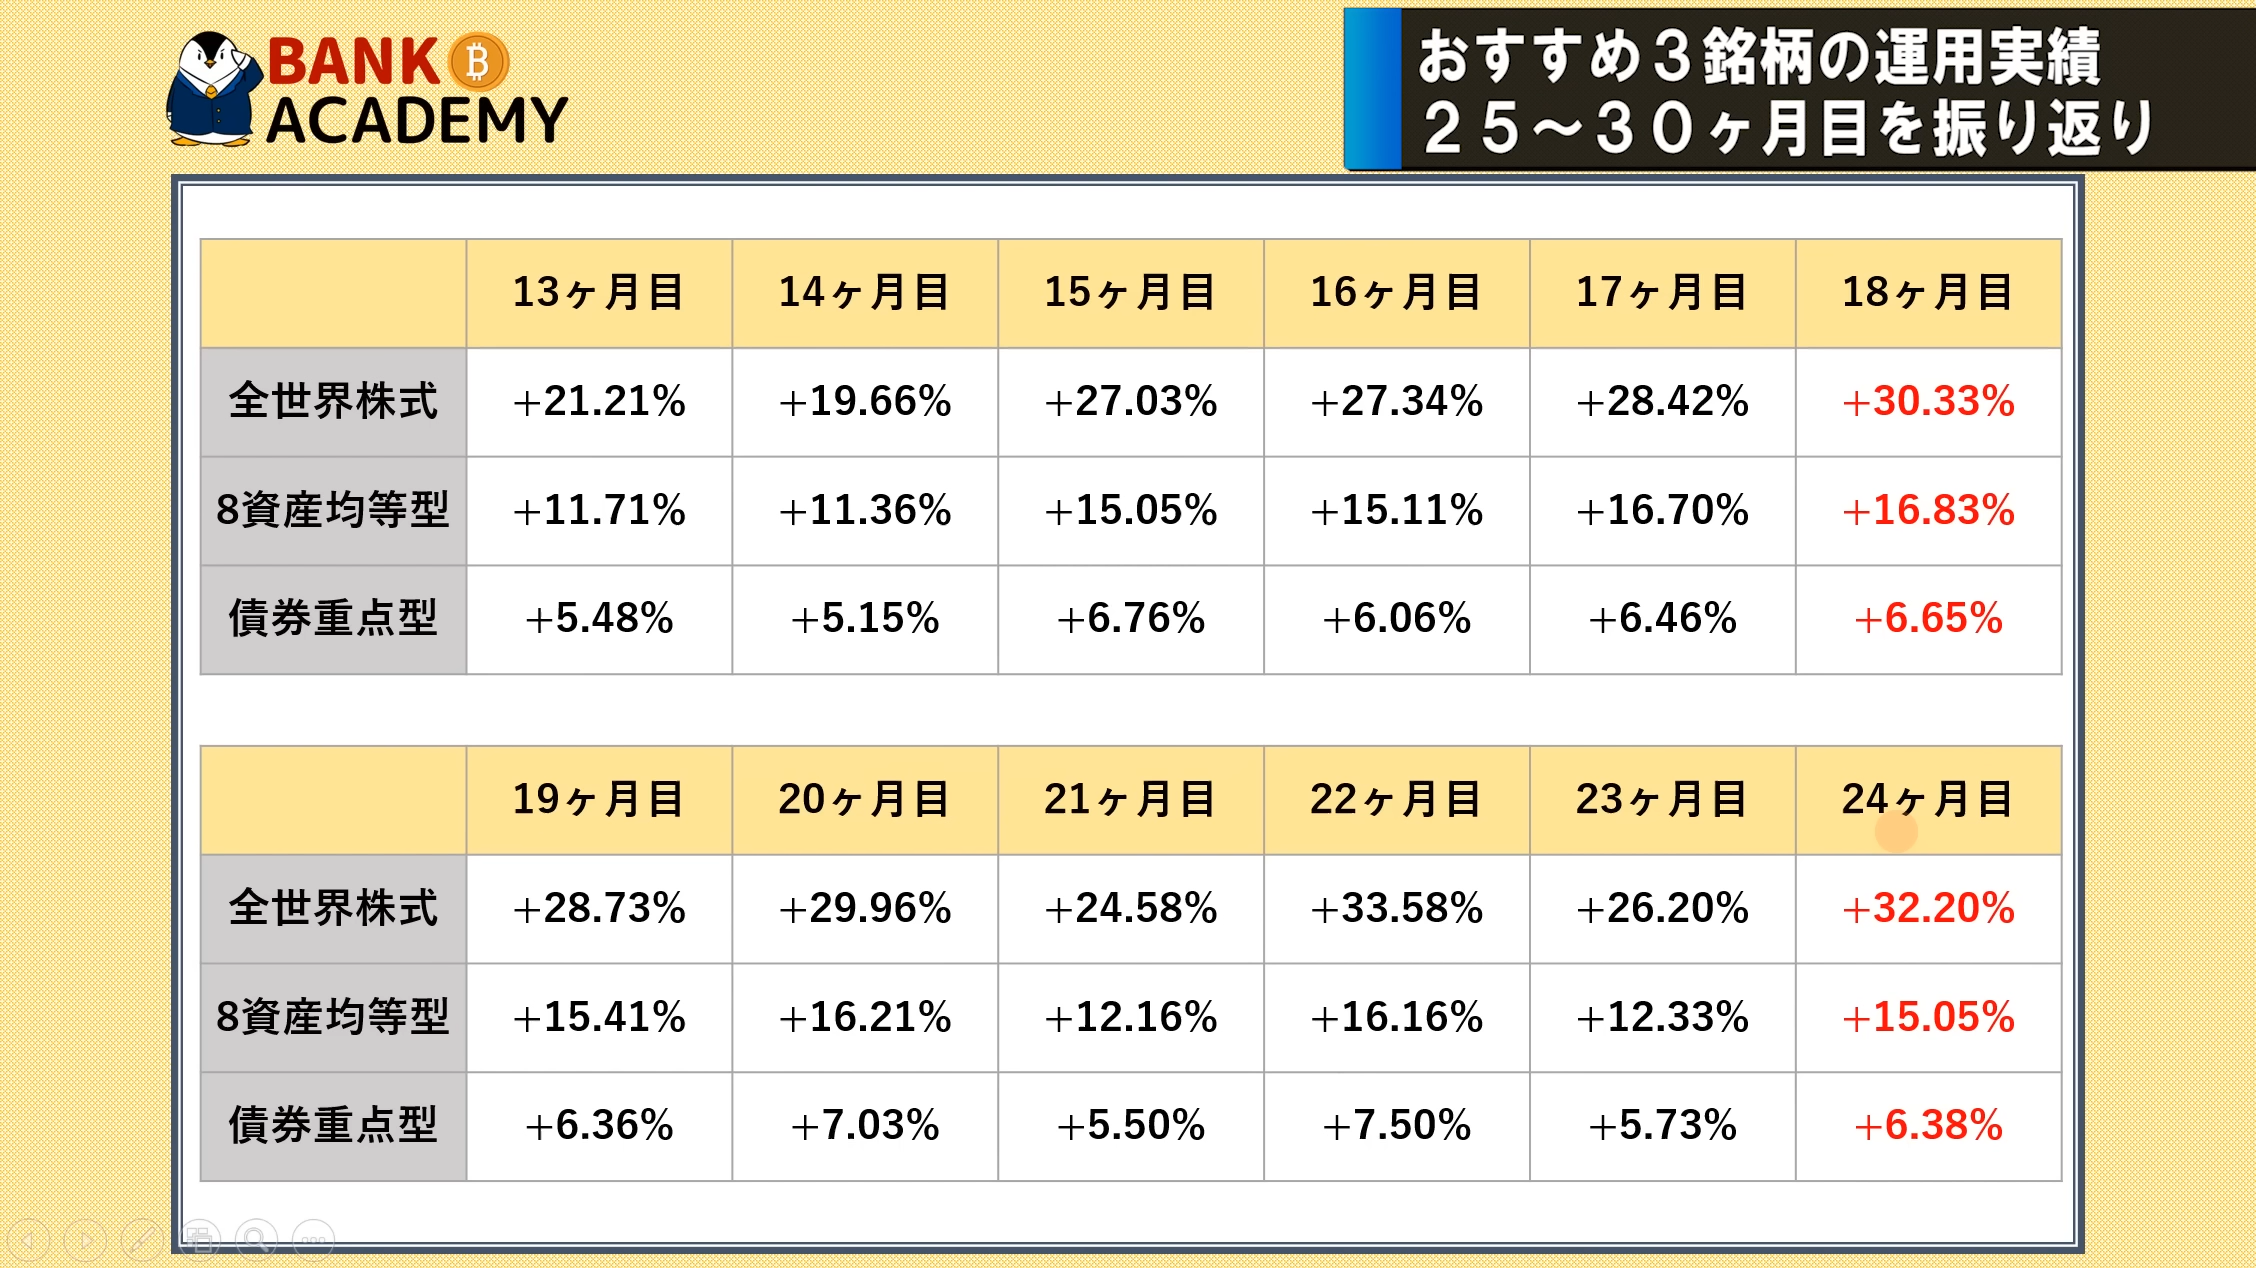 BANK
ACADEMY
おすすめ３銘柄の運用実績
２５～３０ヶ月目を振り返り
13ヶ月目 14ヶ月目 15ヶ月目 16ヶ月目 17ヶ月目 18ヶ月目
全世界株式 +21.21% +19.66% +27.03% +27.34% +28.42% +30.33%
8資産均等型 +11.71% +11.36% +15.05% +15.11% +16.70% +16.83%
債券重点型 +5.48% +5.15% +6.76% +6.06% +6.46% +6.65%
19ヶ月目 20ヶ月目 21ヶ月目 22ヶ月目 23ヶ月目 24ヶ月目
全世界株式 +28.73% +29.96% +24.58% +33.58% +26.20% +32.20%
8資産均等型 +15.41% +16.21% +12.16% +16.16% +12.33% +15.05%
債券重点型 +6.36% +7.03% +5.50% +7.50% +5.73% +6.38%